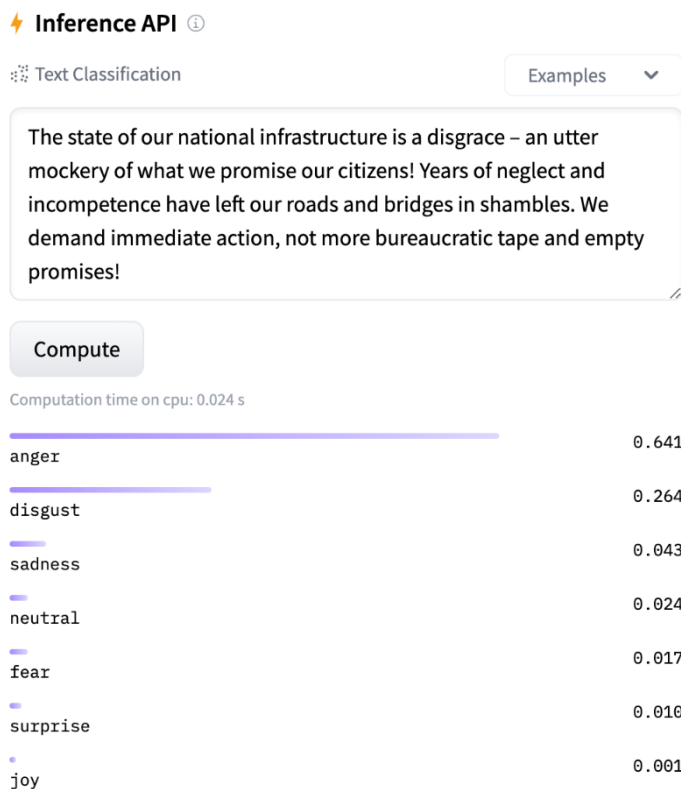 Inference API
Text Classification
Examples
The state of our national infrastructure is a disgrace – an utter
mockery of what we promise our citizens! Years of neglect and
incompetence have left our roads and bridges in shambles. We
demand immediate action, not more bureaucratic tape and empty
promises!
Compute
Computation time on cpu: 0.024 s
0.641
anger
0.264
disgust
0.043
sadness
0.024
neutral
0.017
fear
0.010
surprise
0.001
joy